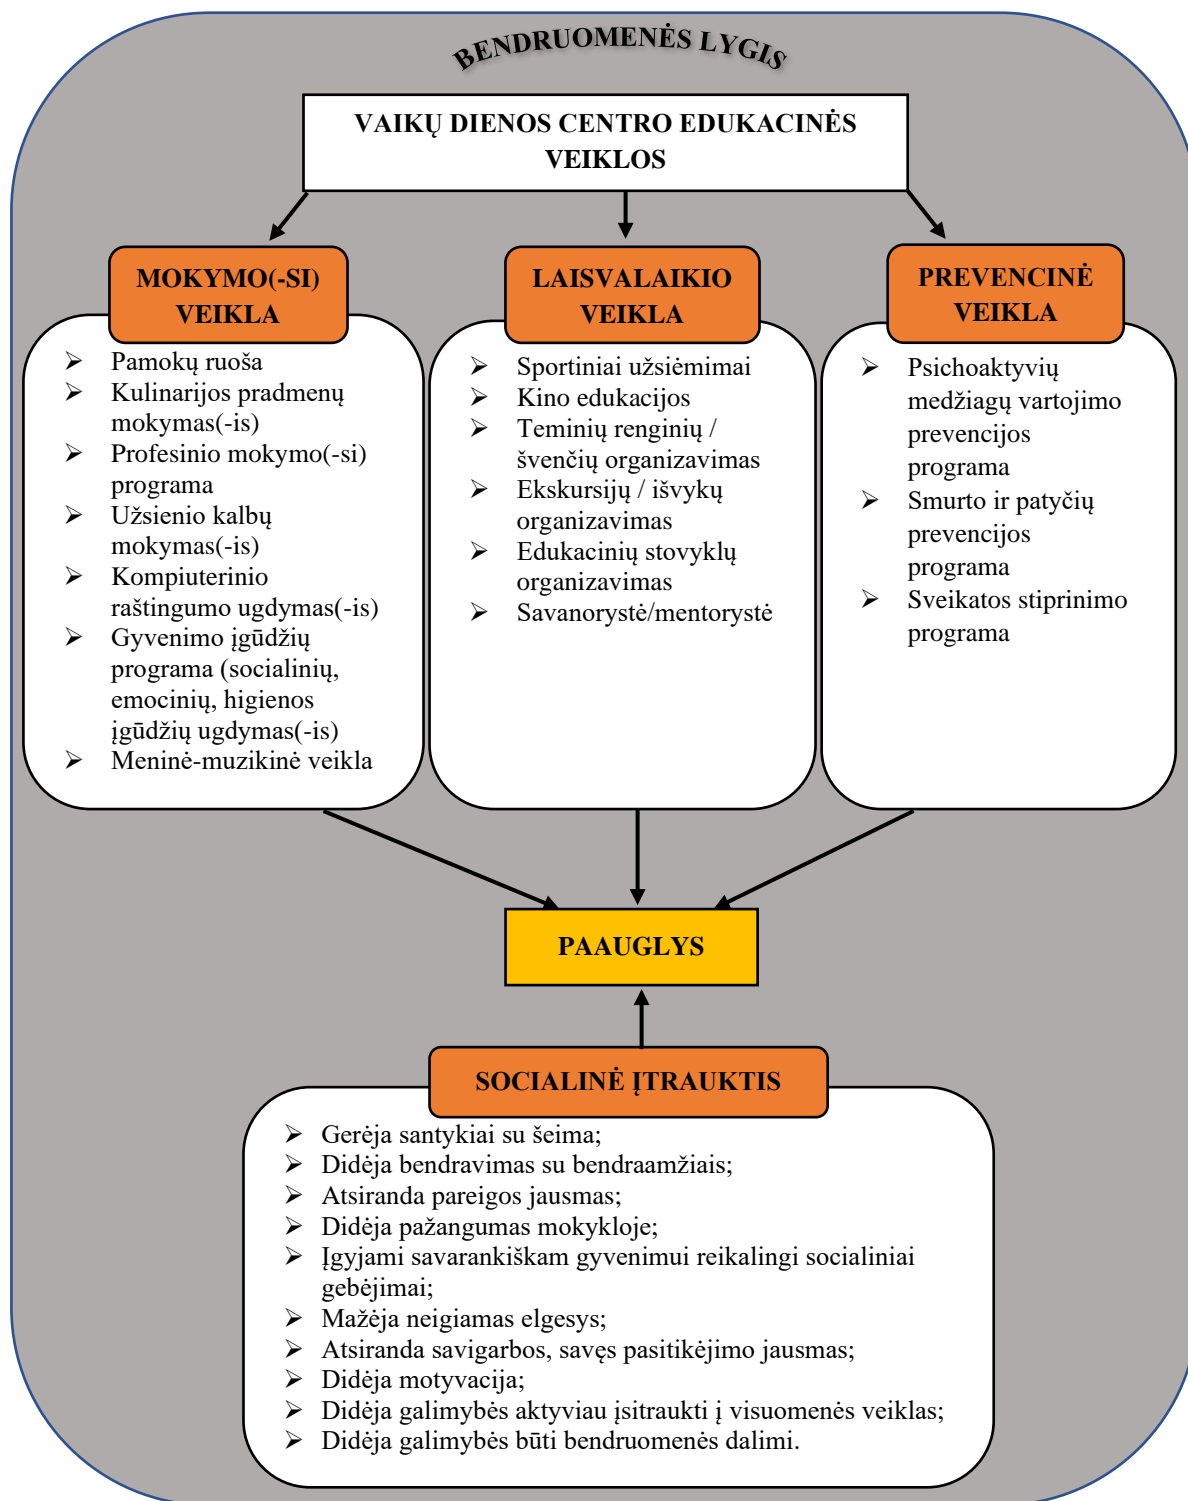 BENDRUOMENĖS LYGIS
VAIKŲ DIENOS CENTRO EDUKACINĖS
VEIKLOS
MOKYMO(-SI)
VEIKLA
➢ Pamokų ruoša
➢ Kulinarijos pradmenų
mokymas(-is)
➢ Profesinio mokymo(-si)
programa
➢ Užsienio kalbų
mokymas(-is)
➢ Kompiuterinio
raštingumo ugdymas(-is)
➢ Gyvenimo įgūdžių
programa (socialinių,
emocinių, higienos
įgūdžių ugdymas(-is)
➢ Meninė-muzikinė veikla
LAISVALAIKIO
VEIKLA
➢ Sportiniai užsiėmimai
➢ Kino edukacijos
➢ Teminių renginių /
švenčių organizavimas
➢ Ekskursijų / išvykų
organizavimas
➢ Edukacinių stovyklų
organizavimas
➢ Savanorystė/mentorystė
PREVENCINĖ
VEIKLA
➢ Psichoaktyvių
medžiagų vartojimo
prevencijos
programa
➢ Smurto ir patyčių
prevencijos
programa
➢ Sveikatos stiprinimo
programa
PAAUGLYS
SOCIALINĖ ĮTRAUKTIS
➢ Gerėja santykiai su šeima;
➢ Didėja bendravimas su bendraamžiais;
➢ Atsiranda pareigos jausmas;
➢ Didėja pažangumas mokykloje;
➢ Įgyjami savarankiškam gyvenimui reikalingi socialiniai
gebėjimai;
➢ Mažėja neigiamas elgesys;
➢ Atsiranda savigarbos, savęs pasitikėjimo jausmas;
➢ Didėja motyvacija;
➢ Didėja galimybės aktyviau įsitraukti į visuomenės veiklas;
➢ Didėja galimybės būti bendruomenės dalimi.